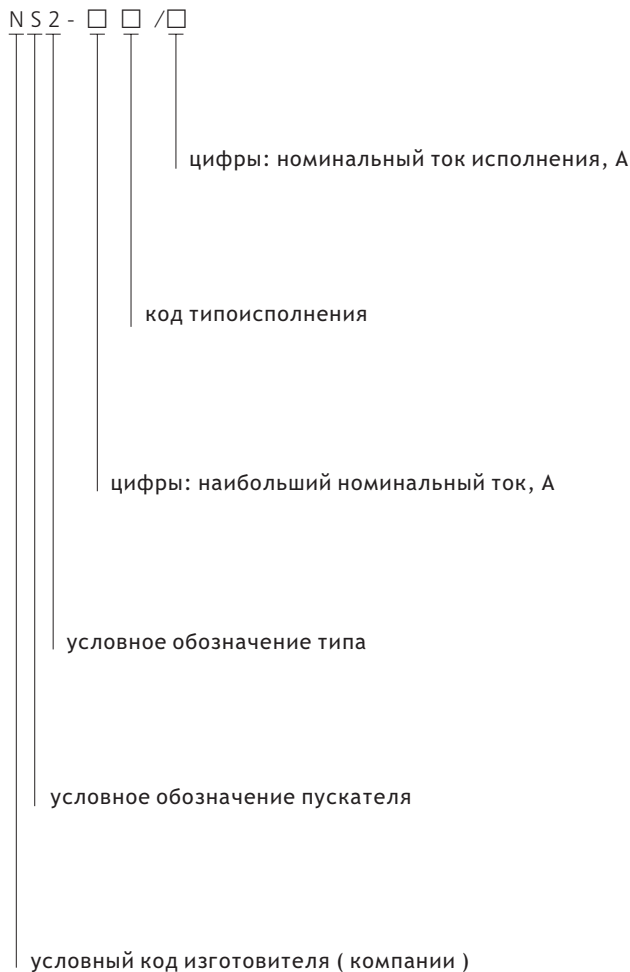 NS2-□ □ /□
цифры: номинальный ток исполнения, А
код типоисполнения
цифры: наибольший номинальный ток, А
условное обозначение типа
условное обозначение пускателя
условный код изготовителя ( компании )